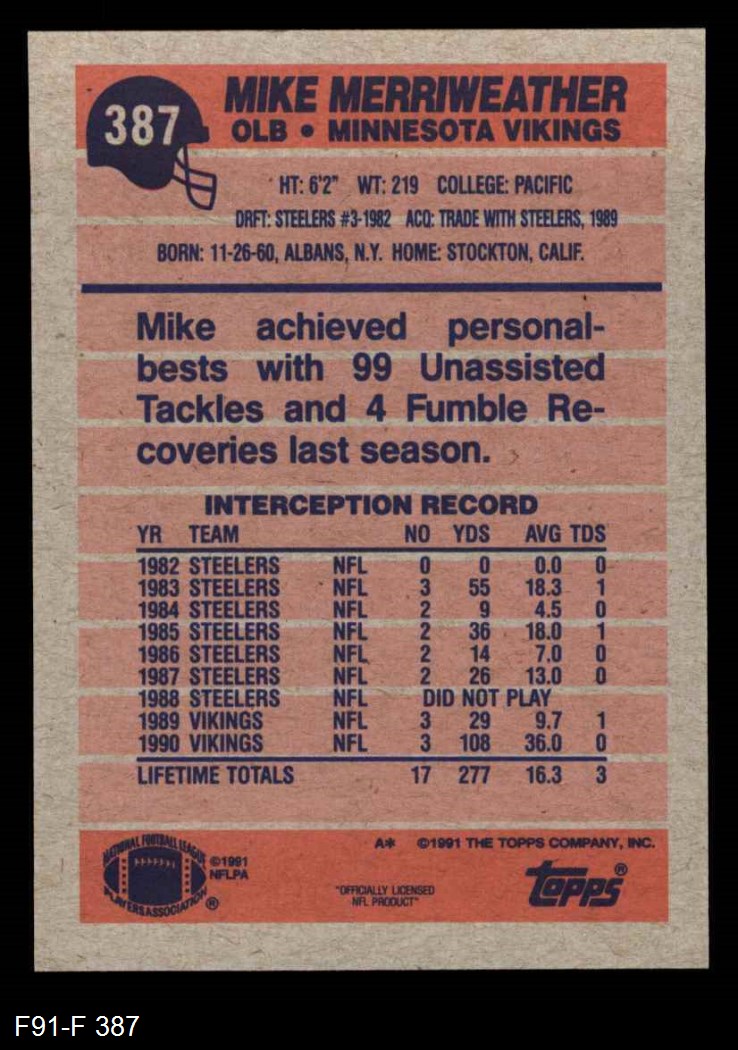 387
MIKE MERRIWEATHER
OLB • MINNESOTA VIKINGS
HT: 6'2" WT: 219 COLLEGE: PACIFIC
DRFT: STEELERS #3-1982 ACQ: TRADE WITH STEELERS, 1989
BORN: 11-26-60, ALBANS, N.Y. HOME: STOCKTON, CALIF.
Mike achieved personal-
bests with 99 Unassisted
Tackles and 4 Fumble Re-
coveries last season.
INTERCEPTION RECORD
YR TEAM NO YDS AVG TDS
1982 STEELERS NFL 0 0 0.0 0
1983 STEELERS NFL 3 55 18.3 1
1984 STEELERS NFL 2 9 4.5 0
1985 STEELERS NFL 2 36 18.0 1
1986 STEELERS NFL 2 14 7.0 0
1987 STEELERS NFL 2 26 13.0 0
1988 STEELERS NFL DID NOT PLAY
1989 VIKINGS NFL 3 29 9.7 1
1990 VIKINGS NFL 3 108 36.0 0
LIFETIME TOTALS 17 277 16.3 3
A* ©1991 THE TOPPS COMPANY, INC.
NATIONAL FOOTBALL LEAGUE
PLAYERS ASSOCIATION ®
©1991
NFLPA
"OFFICIALLY LICENSED
NFL PRODUCT"
topps®
F91-F 387